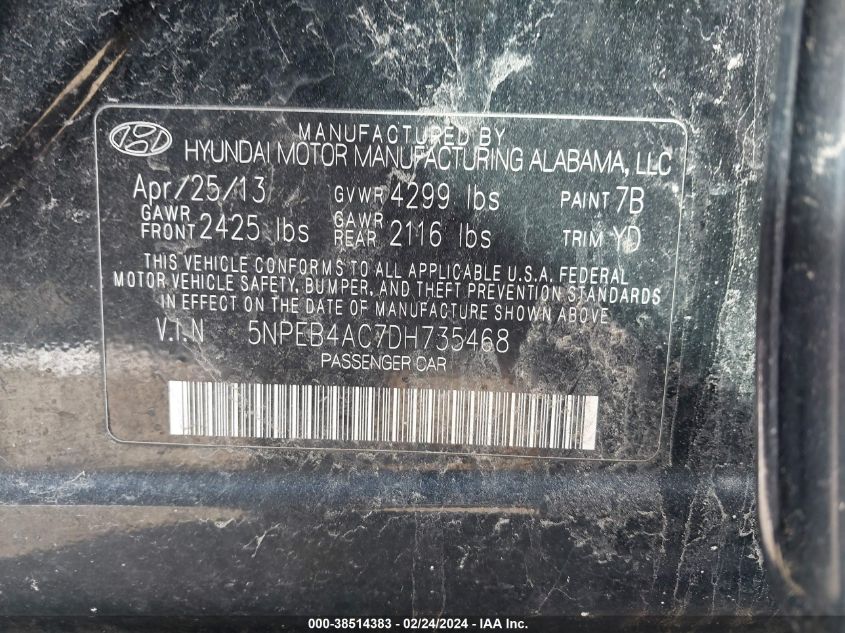 MANUFACTURED BY
HYUNDAI MOTOR MANUFACTURING ALABAMA, LLC
Apr/25/13 GVWR 4299 lbs PAINT 7B
GAWR FRONT 2425 lbs GAWR REAR 2116 lbs TRIM YD
THIS VEHICLE CONFORMS TO ALL APPLICABLE U.S.A. FEDERAL
MOTOR VEHICLE SAFETY, BUMPER, AND THEFT PREVENTION STANDARDS
IN EFFECT ON THE DATE OF MANUFACTURE SHOWN ABOVE.
V.I.N 5NPEB4AC7DH735468
PASSENGER CAR
000-38514383 - 02/24/2024 - IAA Inc.